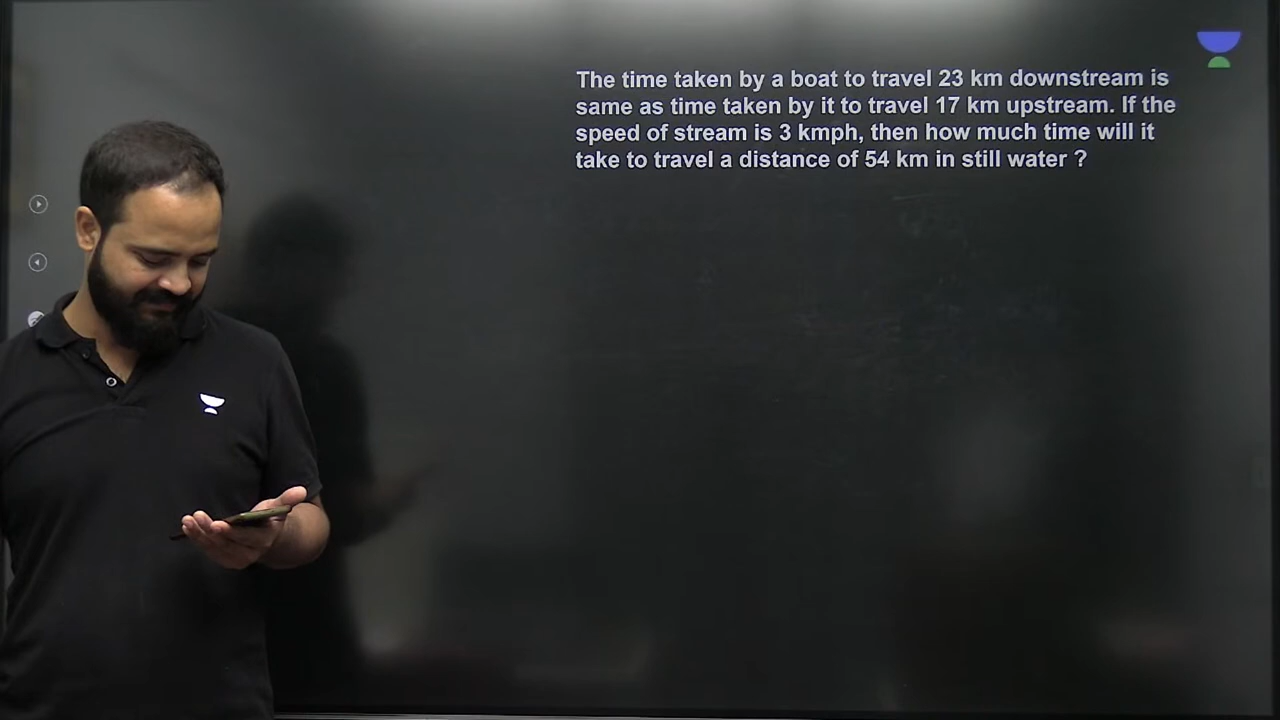 The time taken by a boat to travel 23 km downstream is
same as time taken by it to travel 17 km upstream. If the
speed of stream is 3 kmph, then how much time will it
take to travel a distance of 54 km in still water ?